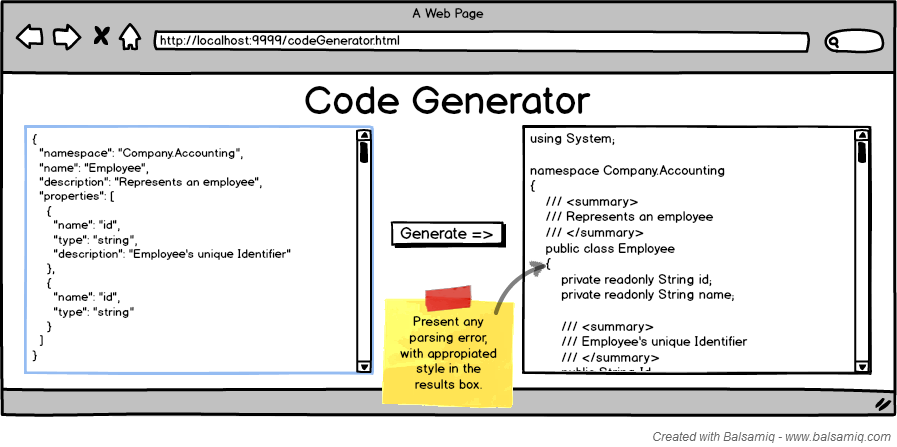 A Web Page
http://localhost:9999/codeGenerator.html
Code Generator
{
"namespace": "Company.Accounting",
"name": "Employee",
"description": "Represents an employee",
"properties": [
{
"name": "id",
"type": "string",
"description": "Employee's unique Identifier"
},
{
"name": "id",
"type": "string"
}
]
}
Generate =>
Present any
parsing error,
with appropiated
style in the
results box.
using System;
namespace Company.Accounting
{
/// <summary>
/// Represents an employee
/// </summary>
public class Employee
{
private readonly String id;
private readonly String name;
/// <summary>
/// Employee's unique Identifier
/// </summary>
public String Id
Created with Balsamiq - www.balsamiq.com